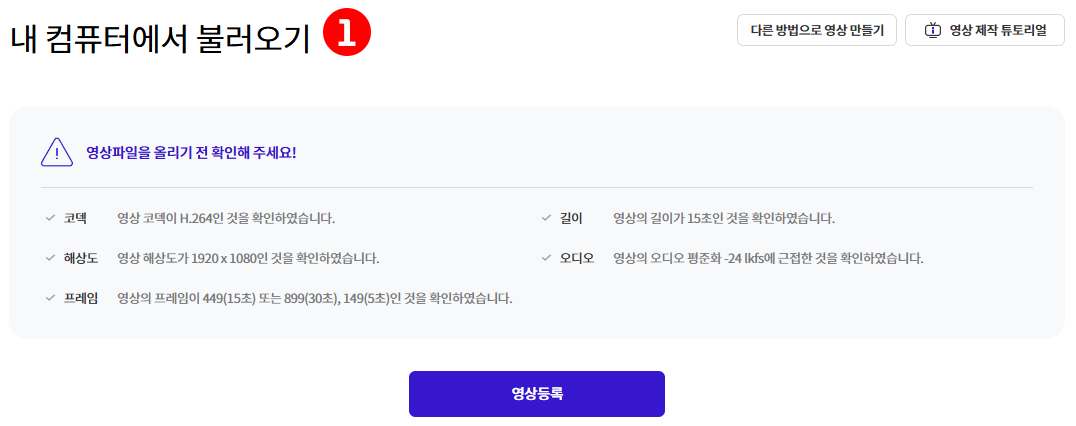 내 컴퓨터에서 불러오기 1
다른 방법으로 영상 만들기
영상 제작 튜토리얼
영상파일을 올리기 전 확인해 주세요!
코덱 영상 코덱이 H.264인 것을 확인하였습니다.
길이 영상의 길이가 15초인 것을 확인하였습니다.
해상도 영상 해상도가 1920 x 1080인 것을 확인하였습니다.
오디오 영상의 오디오 평준화 -24 lkfs에 근접한 것을 확인하였습니다.
프레임 영상의 프레임이 449(15초) 또는 899(30초), 149(5초)인 것을 확인하였습니다.
영상등록